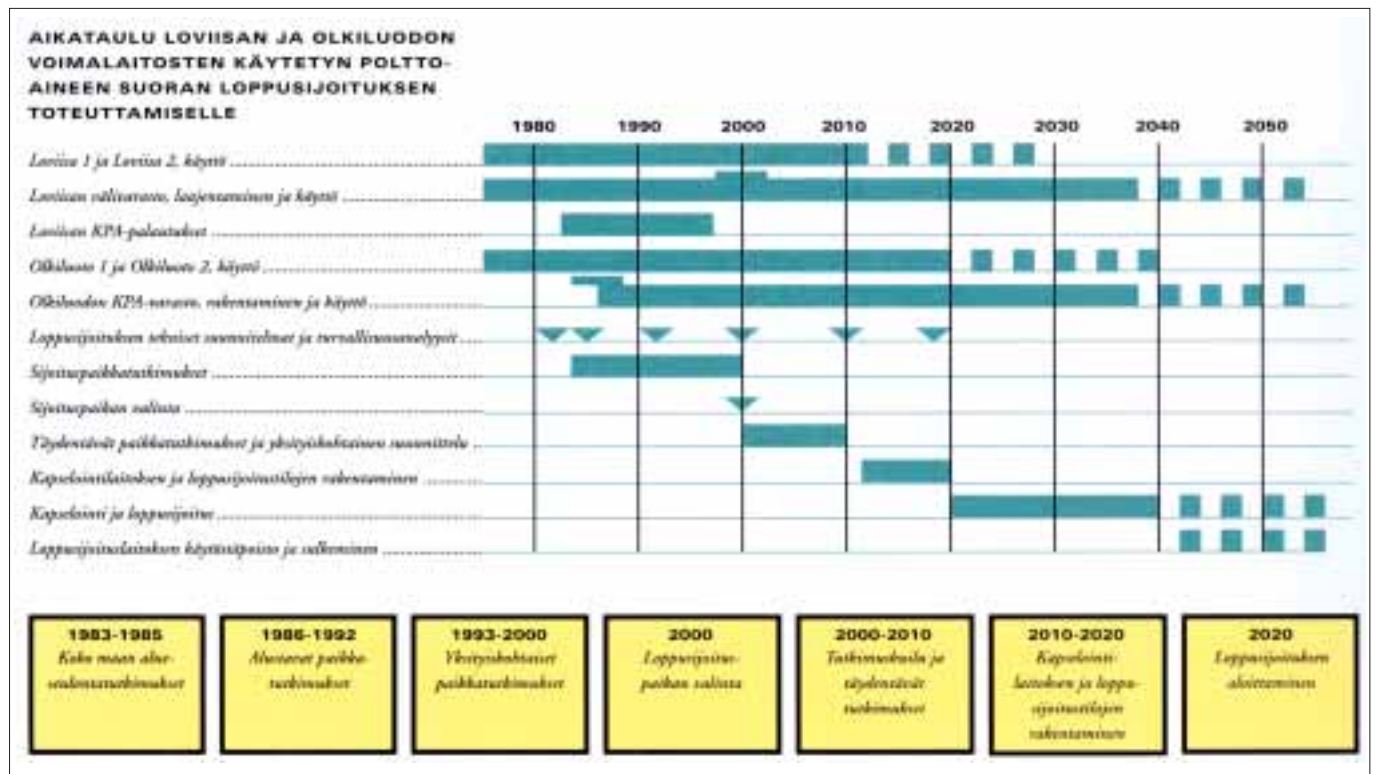 AIKATAULU LOVIISAN JA OLKILUODON
VOIMALAITOSTEN KÄYTETYN POLTTO-
AINEEN SUORAN LOPPUSIJOITUKSEN
TOTEUTTAMISELLE
1980 1990 2000 2010 2020 2030 2040 2050
Loviisa 1 ja Loviisa 2, käyttö
Loviisan välivarasto, laajentaminen ja käyttö
Loviisan KPA-palautukset
Olkiluoto 1 ja Olkiluoto 2, käyttö
Olkiluodon KPA-varasto, rakentaminen ja käyttö
Loppusijoituksen tekniset suunnitelmat ja turvallisuusanalyysit
Sijoituspaikkatutkimukset
Sijoituspaikan valinta
Täydentävät paikkatutkimukset ja yksityiskohtainen suunnittelu
Kapselointilaitoksen ja loppusijoitustilojen rakentaminen
Kapselointi ja loppusijoitus
Loppusijoituslaitoksen käytöstäpoisto ja sulkeminen
1983-1985
Koko maan alue-
seulontatutkimukset
1986-1992
Alustavat paikka-
tutkimukset
1993-2000
Yksityiskohtaiset
paikkatutkimukset
2000
Loppusijoitus-
paikan valinta
2000-2010
Tutkimuskuilu ja
täydentävät
tutkimukset
2010-2020
Kapselointi-
laitoksen ja loppu-
sijoitustilojen
rakentaminen
2020
Loppusijoituksen
aloittaminen